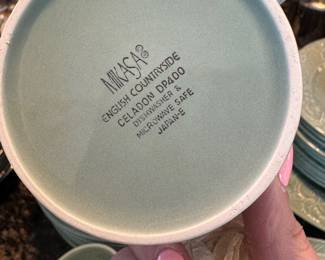 MIKASA®
ENGLISH COUNTRYSIDE
CELADON DP400
DISHWASHER &
MICROWAVE SAFE
JAPAN-E